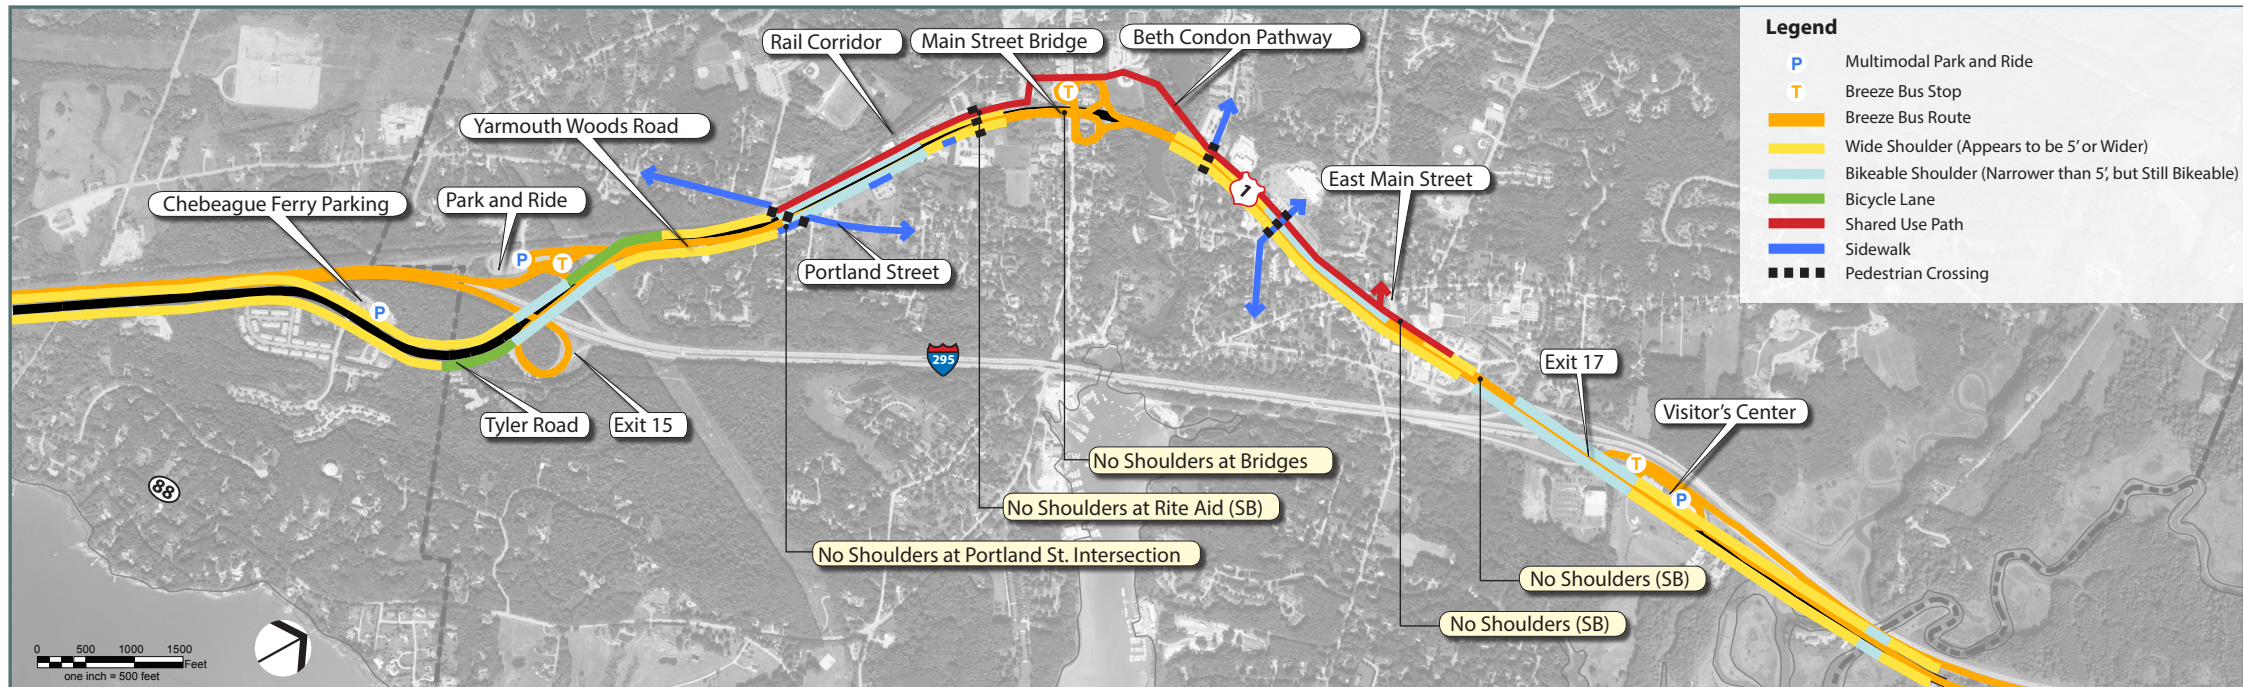 Legend
P Multimodal Park and Ride
T Breeze Bus Stop
Breeze Bus Route
Wide Shoulder (Appears to be 5' or Wider)
Bikeable Shoulder (Narrower than 5', but Still Bikeable)
Bicycle Lane
Shared Use Path
Sidewalk
Pedestrian Crossing
Rail Corridor
Main Street Bridge
Beth Condon Pathway
T
Yarmouth Woods Road
East Main Street
1
Park and Ride
Chebeague Ferry Parking
P
T
Portland Street
P
295
Exit 17
Visitor's Center
Tyler Road
Exit 15
No Shoulders at Bridges
T
P
88
No Shoulders at Rite Aid (SB)
No Shoulders at Portland St. Intersection
No Shoulders (SB)
No Shoulders (SB)
0 500 1000 1500
Feet
one inch = 500 feet